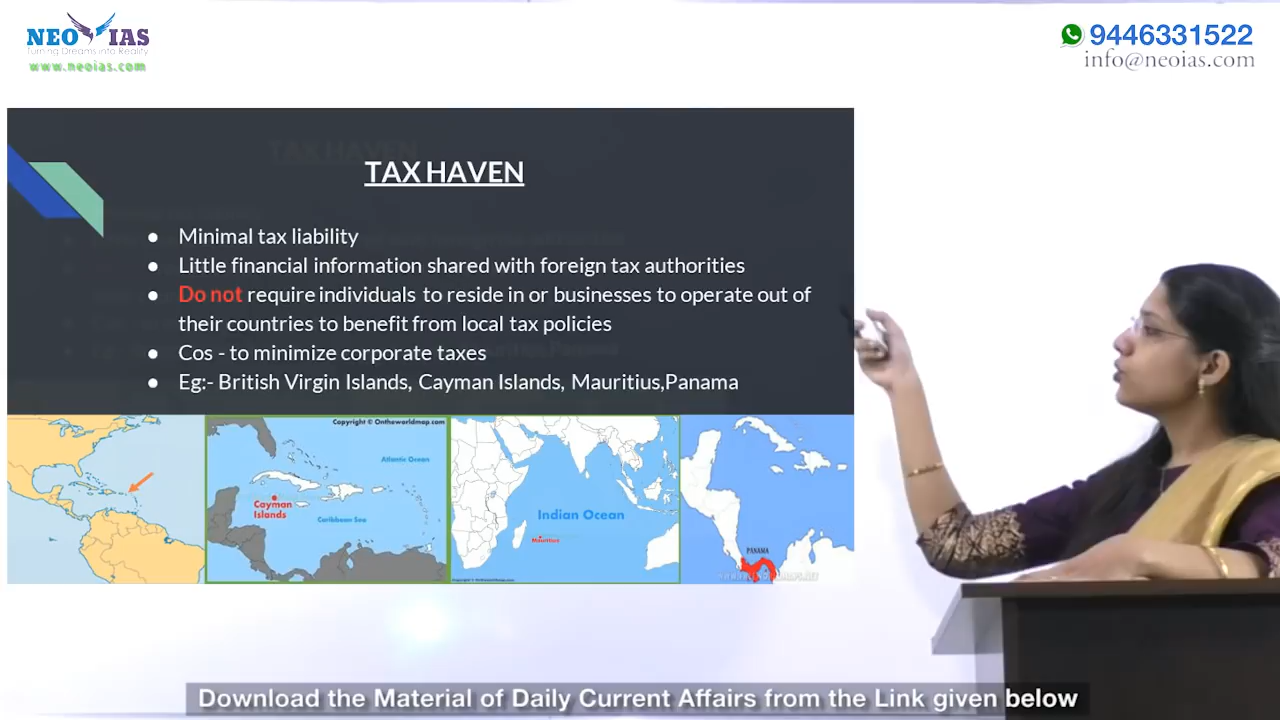 NEO IAS
Turning Dreams into Reality
www.neoias.com
9446331522
info@neoias.com
TAX HAVEN
Minimal tax liability
Little financial information shared with foreign tax authorities
Do not require individuals to reside in or businesses to operate out of
their countries to benefit from local tax policies
Cos - to minimize corporate taxes
Eg:- British Virgin Islands, Cayman Islands, Mauritius,Panama
Copyright © Ontheworldmap.com
Atlantic Ocean
Cayman
Islands
Caribbean Sea
Indian Ocean
Mauritius
PANAMA
Download the Material of Daily Current Affairs from the Link given below